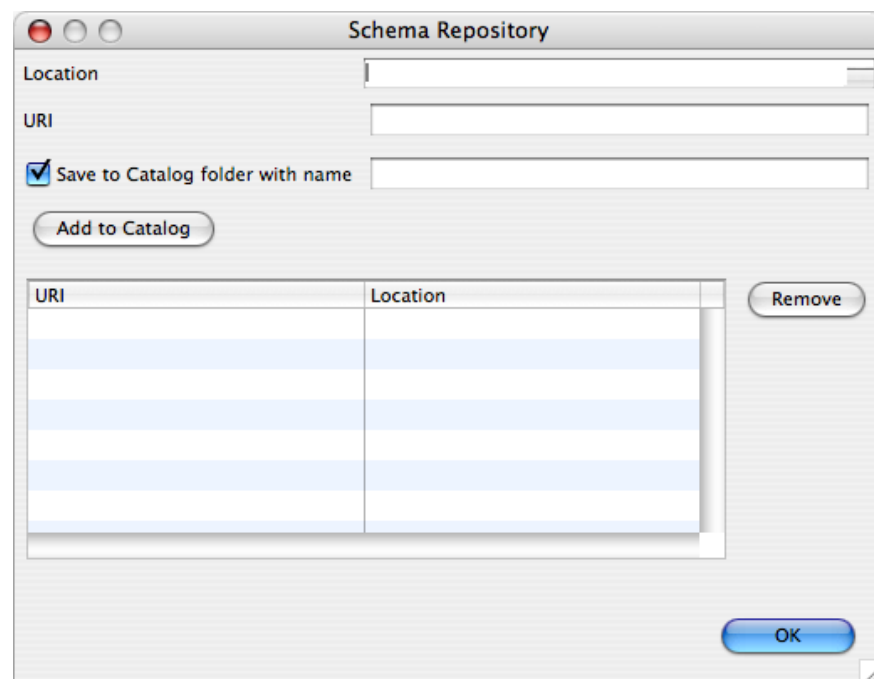 Schema Repository
Location
URI
Save to Catalog folder with name
Add to Catalog
URI Location
Remove
OK